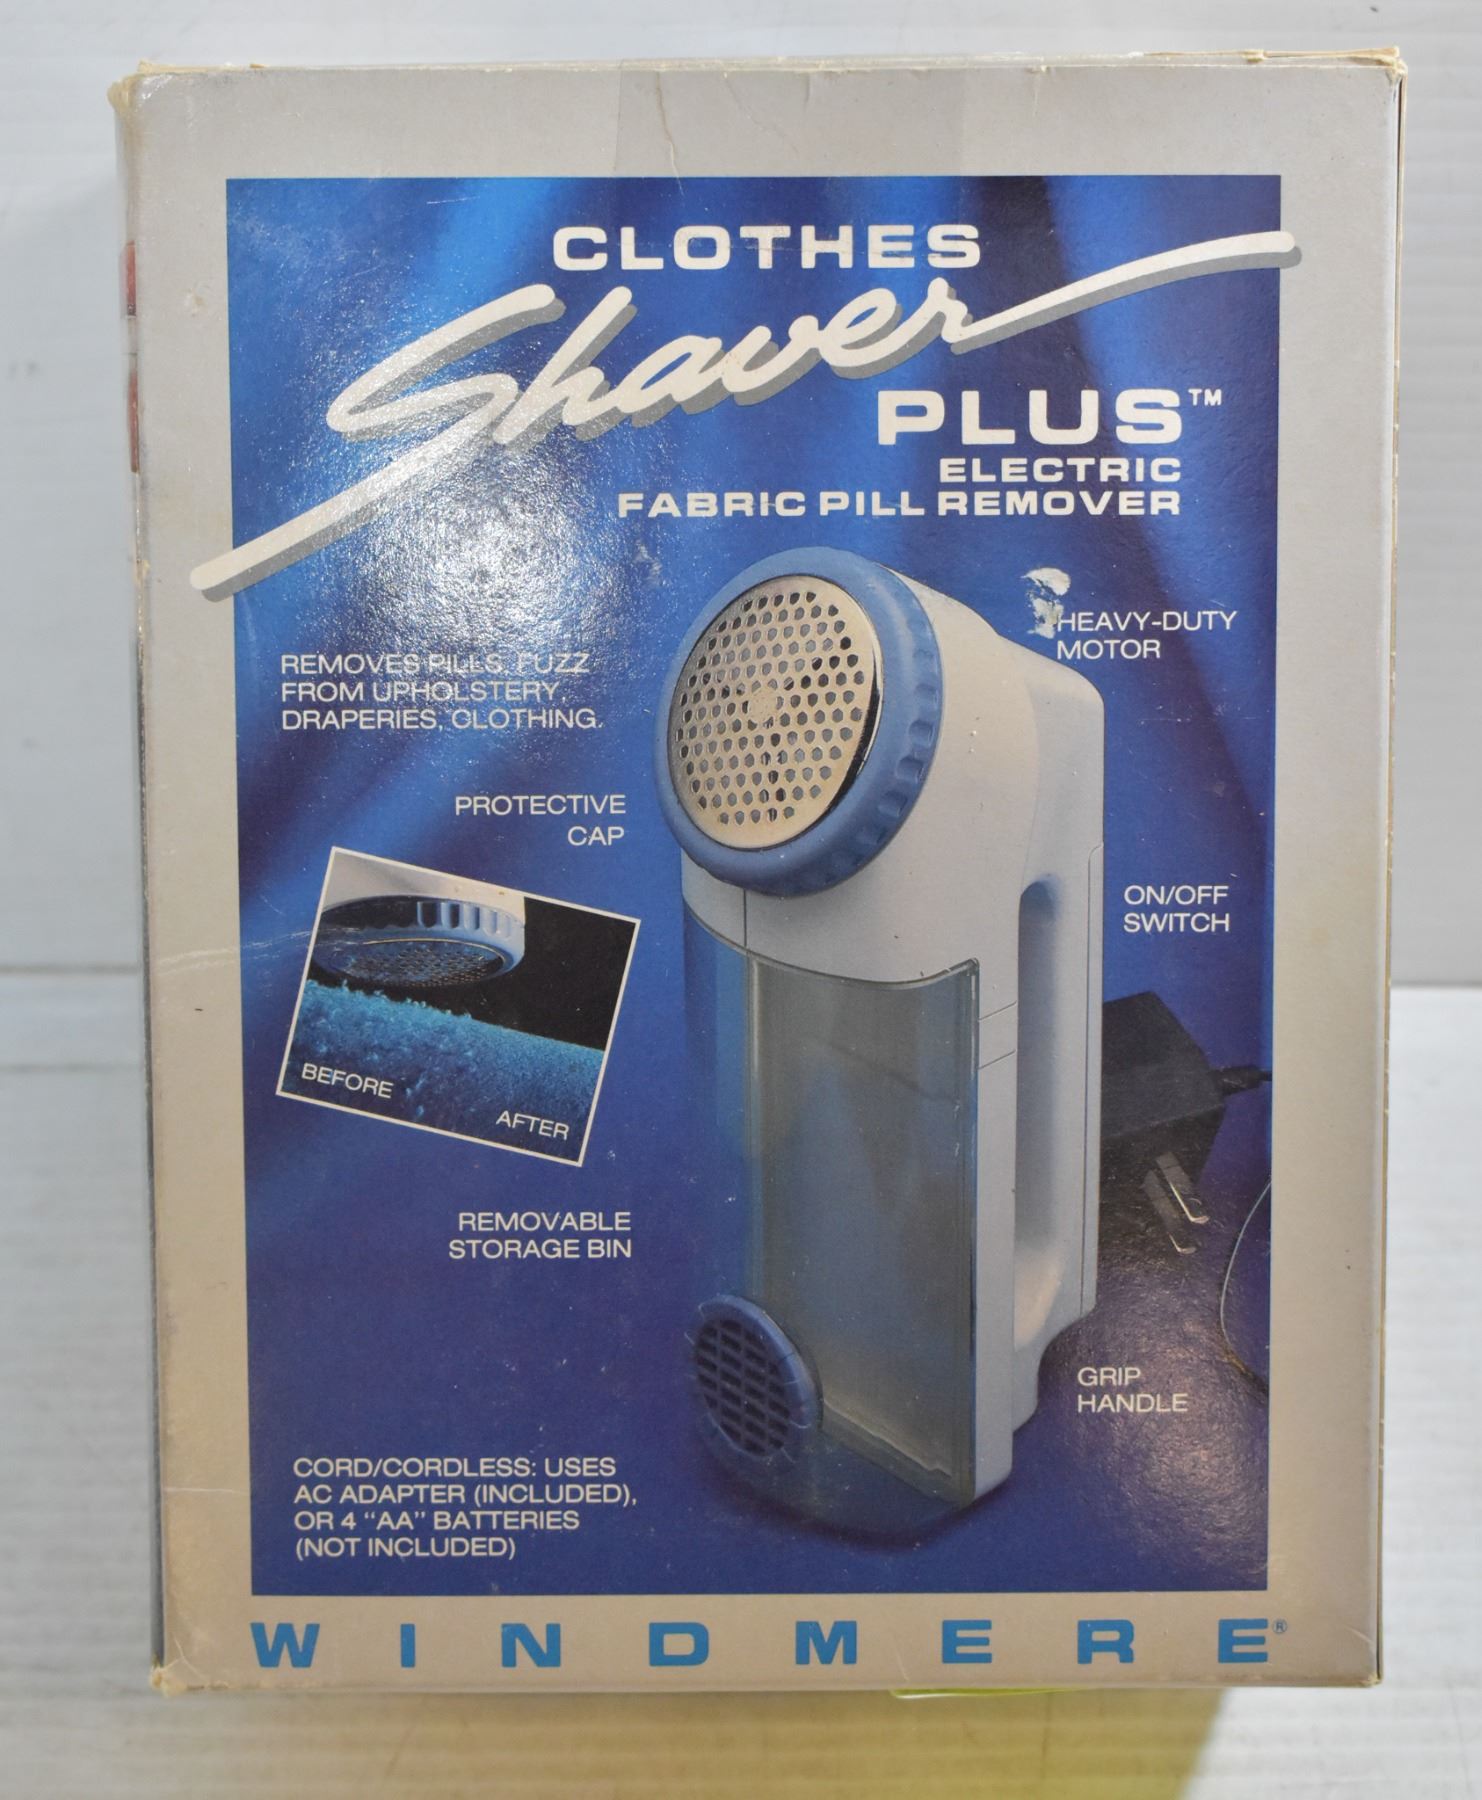 CLOTHES
Shaver
PLUS™
ELECTRIC
FABRIC PILL REMOVER
HEAVY-DUTY
MOTOR
REMOVES PILLS, FUZZ
FROM UPHOLSTERY,
DRAPERIES, CLOTHING.
PROTECTIVE
CAP
ON/OFF
SWITCH
BEFORE
AFTER
REMOVABLE
STORAGE BIN
GRIP
HANDLE
CORD/CORDLESS: USES
AC ADAPTER (INCLUDED),
OR 4 "AA" BATTERIES
(NOT INCLUDED)
WINDMERE®